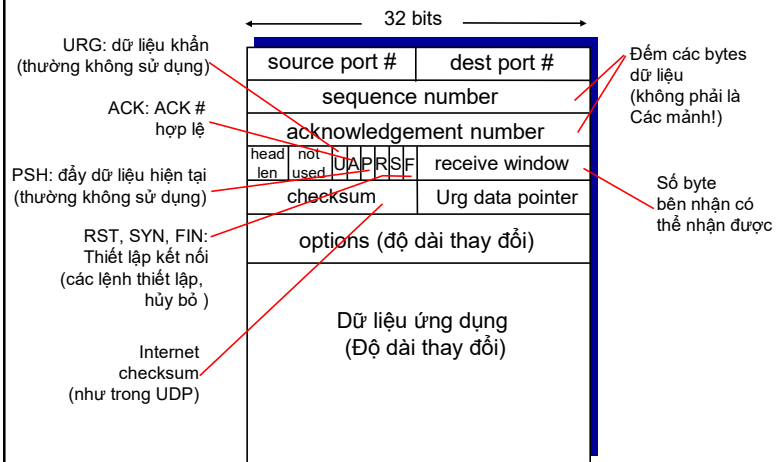 32 bits
URG: dữ liệu khẩn
(thường không sử dụng)
ACK: ACK #
hợp lệ
PSH: đẩy dữ liệu hiện tại
(thường không sử dụng)
RST, SYN, FIN:
Thiết lập kết nối
(các lệnh thiết lập,
hủy bỏ )
Internet
checksum
(như trong UDP)
source port #
dest port #
sequence number
acknowledgement number
head
len
not
used
U A P R S F
receive window
checksum
Urg data pointer
options (độ dài thay đổi)
Dữ liệu ứng dụng
(Độ dài thay đổi)
Đếm các bytes
dữ liệu
(không phải là
Các mảnh!)
Số byte
bên nhận có
thể nhận được